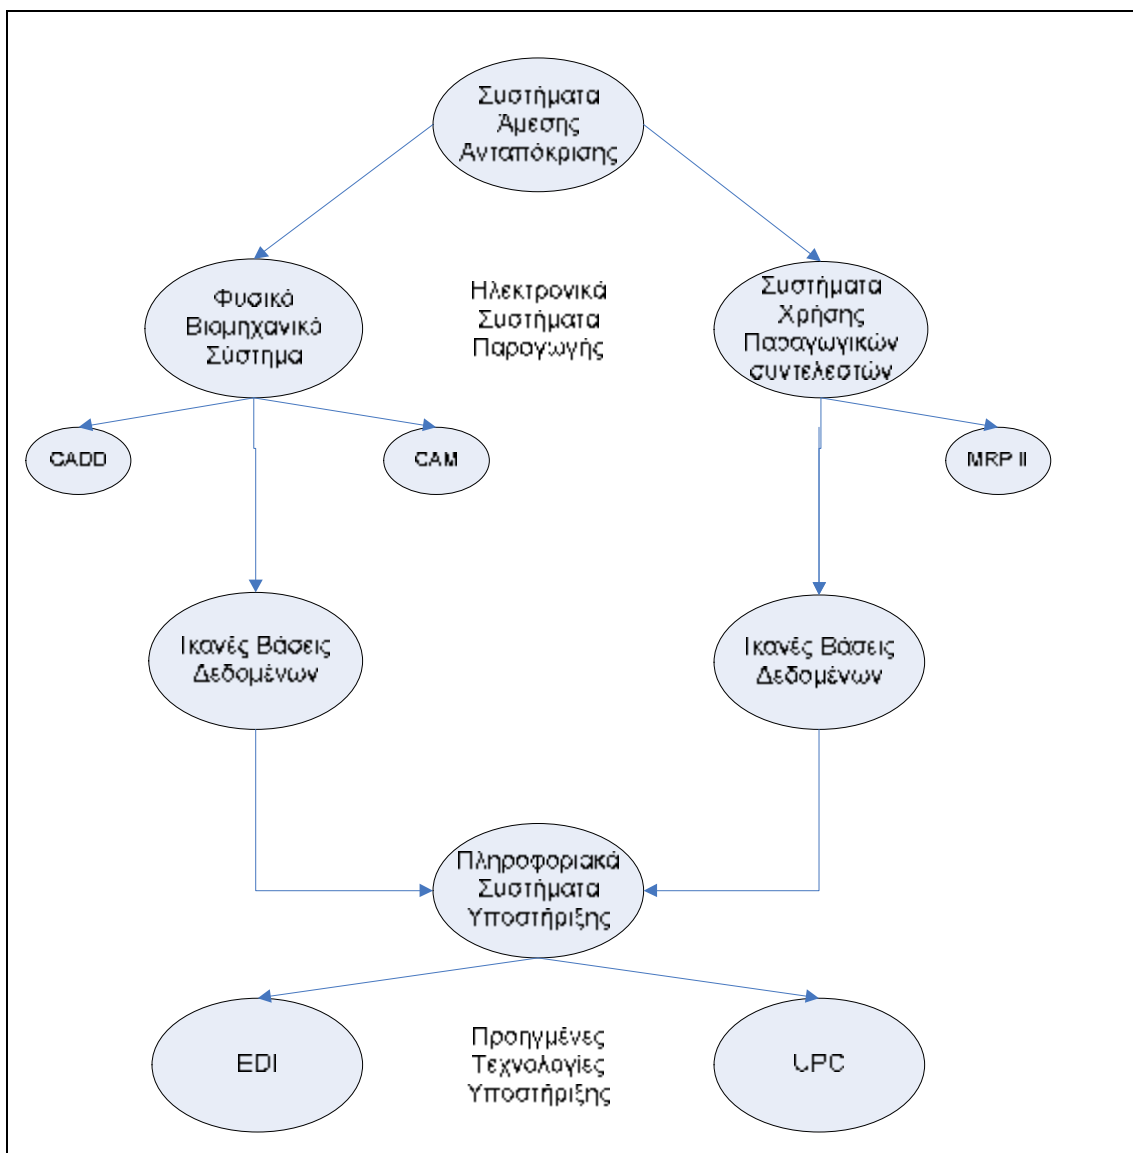 Συστήματα
Άμεσης
Ανταπόκρισης
Φυσικό
Βιομηχανικό
Σύστημα
Ηλεκτρονικά
Συστήματα
Παραγωγής
Συστήματα
Χρήσης
Παραγωγικών
συντελεστών
CADD
CAM
MRP II
Ικανές Βάσεις
Δεδομένων
Ικανές Βάσεις
Δεδομένων
Πληροφοριακά
Συστήματα
Υποστήριξης
EDI
Προηγμένες
Τεχνολογίες
Υποστήριξης
UPC